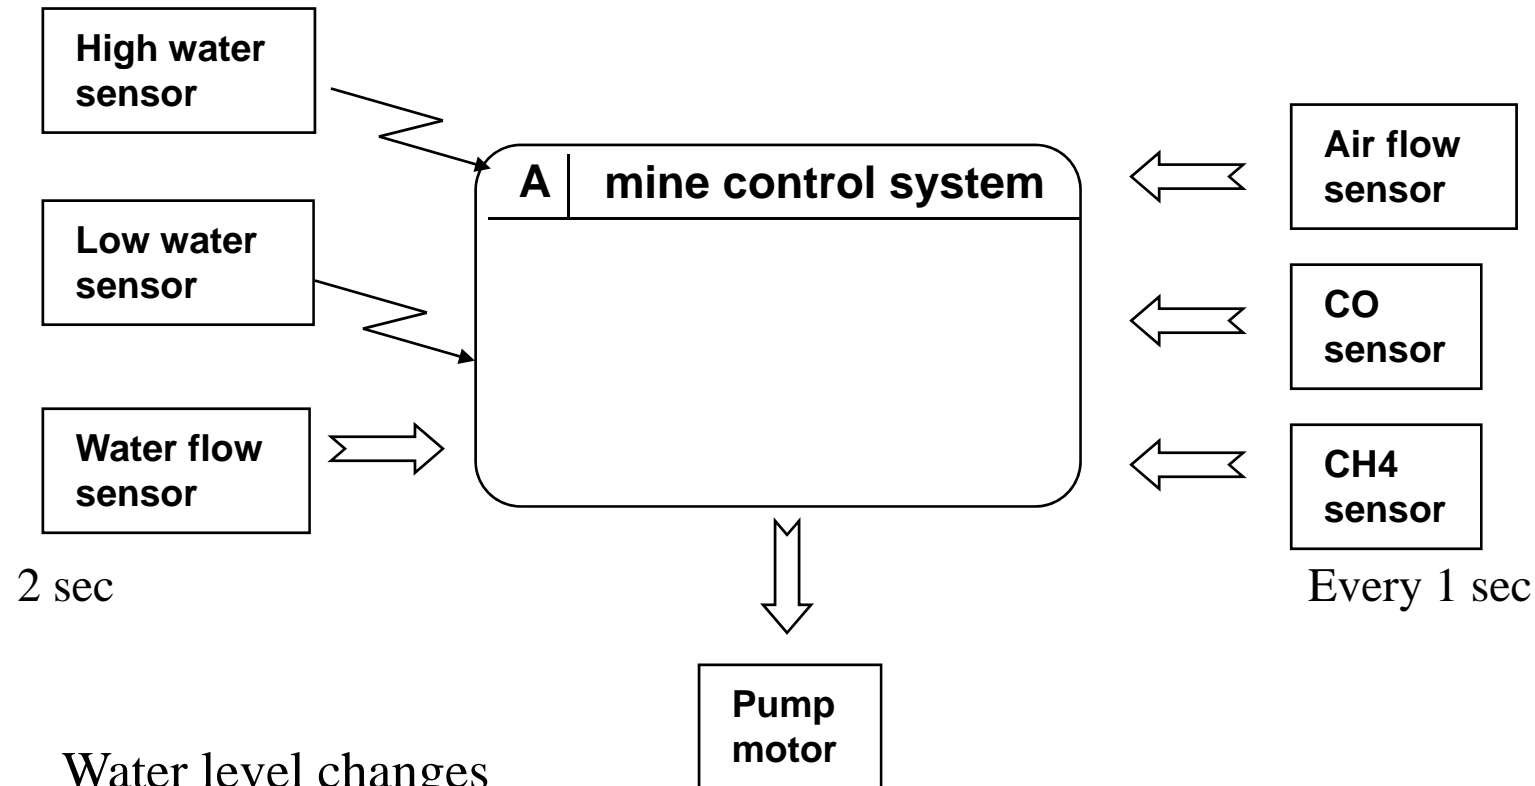 High water
sensor
A mine control system
Air flow
sensor
Low water
sensor
CO
sensor
Water flow
sensor
CH4
sensor
2 sec
Every 1 sec
Pump
motor
Water level changes